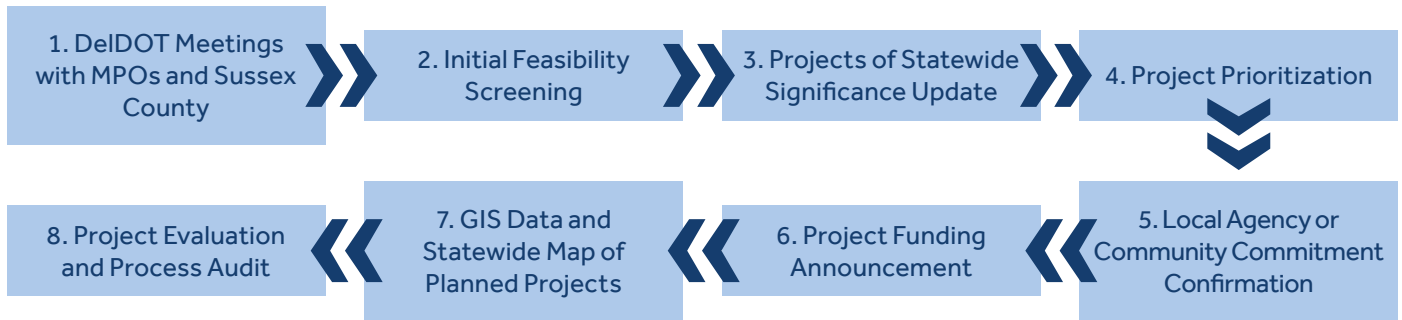 1. DelDOT Meetings
with MPOs and Sussex
County
2. Initial Feasibility
Screening
3. Projects of Statewide
Significance Update
4. Project Prioritization
5. Local Agency or
Community Commitment
Confirmation
6. Project Funding
Announcement
7. GIS Data and
Statewide Map of
Planned Projects
8. Project Evaluation
and Process Audit